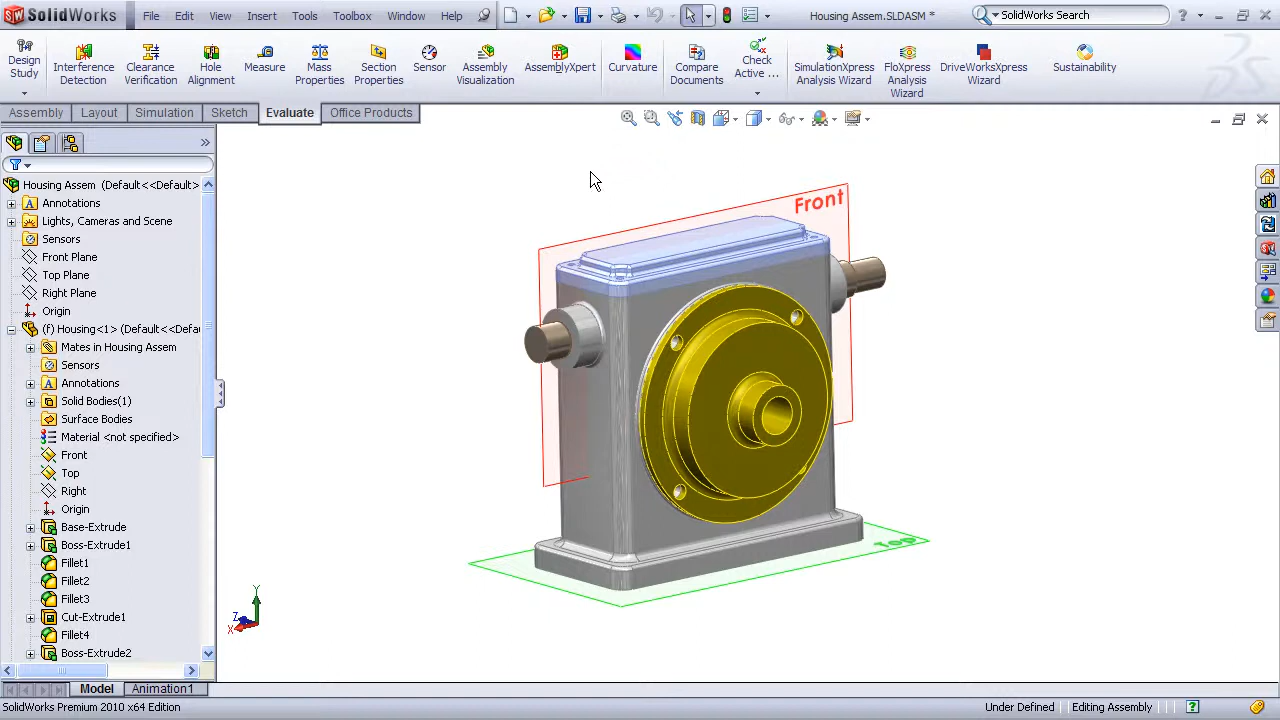 SolidWorks File Edit View Insert Tools Toolbox Window Help Housing Assem.SLDASM * SolidWorks Search ?
Design Study
Interference Detection
Clearance Verification
Hole Alignment
Measure
Mass Properties
Section Properties
Sensor
Assembly Visualization
AssemblyXpert
Curvature
Compare Documents
Check Active ...
SimulationXpress Analysis Wizard
FloXpress Analysis Wizard
DriveWorksXpress Wizard
Sustainability
Assembly Layout Simulation Sketch Evaluate Office Products
Housing Assem (Default<<Default>
Annotations
Lights, Cameras and Scene
Sensors
Front Plane
Top Plane
Right Plane
Origin
(f) Housing<1> (Default<<Defa
Mates in Housing Assem
Sensors
Annotations
Solid Bodies(1)
Surface Bodies
Material <not specified>
Front
Top
Right
Origin
Base-Extrude
Boss-Extrude1
Fillet1
Fillet2
Fillet3
Cut-Extrude1
Fillet4
Boss-Extrude2
Front
Top
Y
Z
X
Model Animation1
SolidWorks Premium 2010 x64 Edition Under Defined Editing Assembly ?